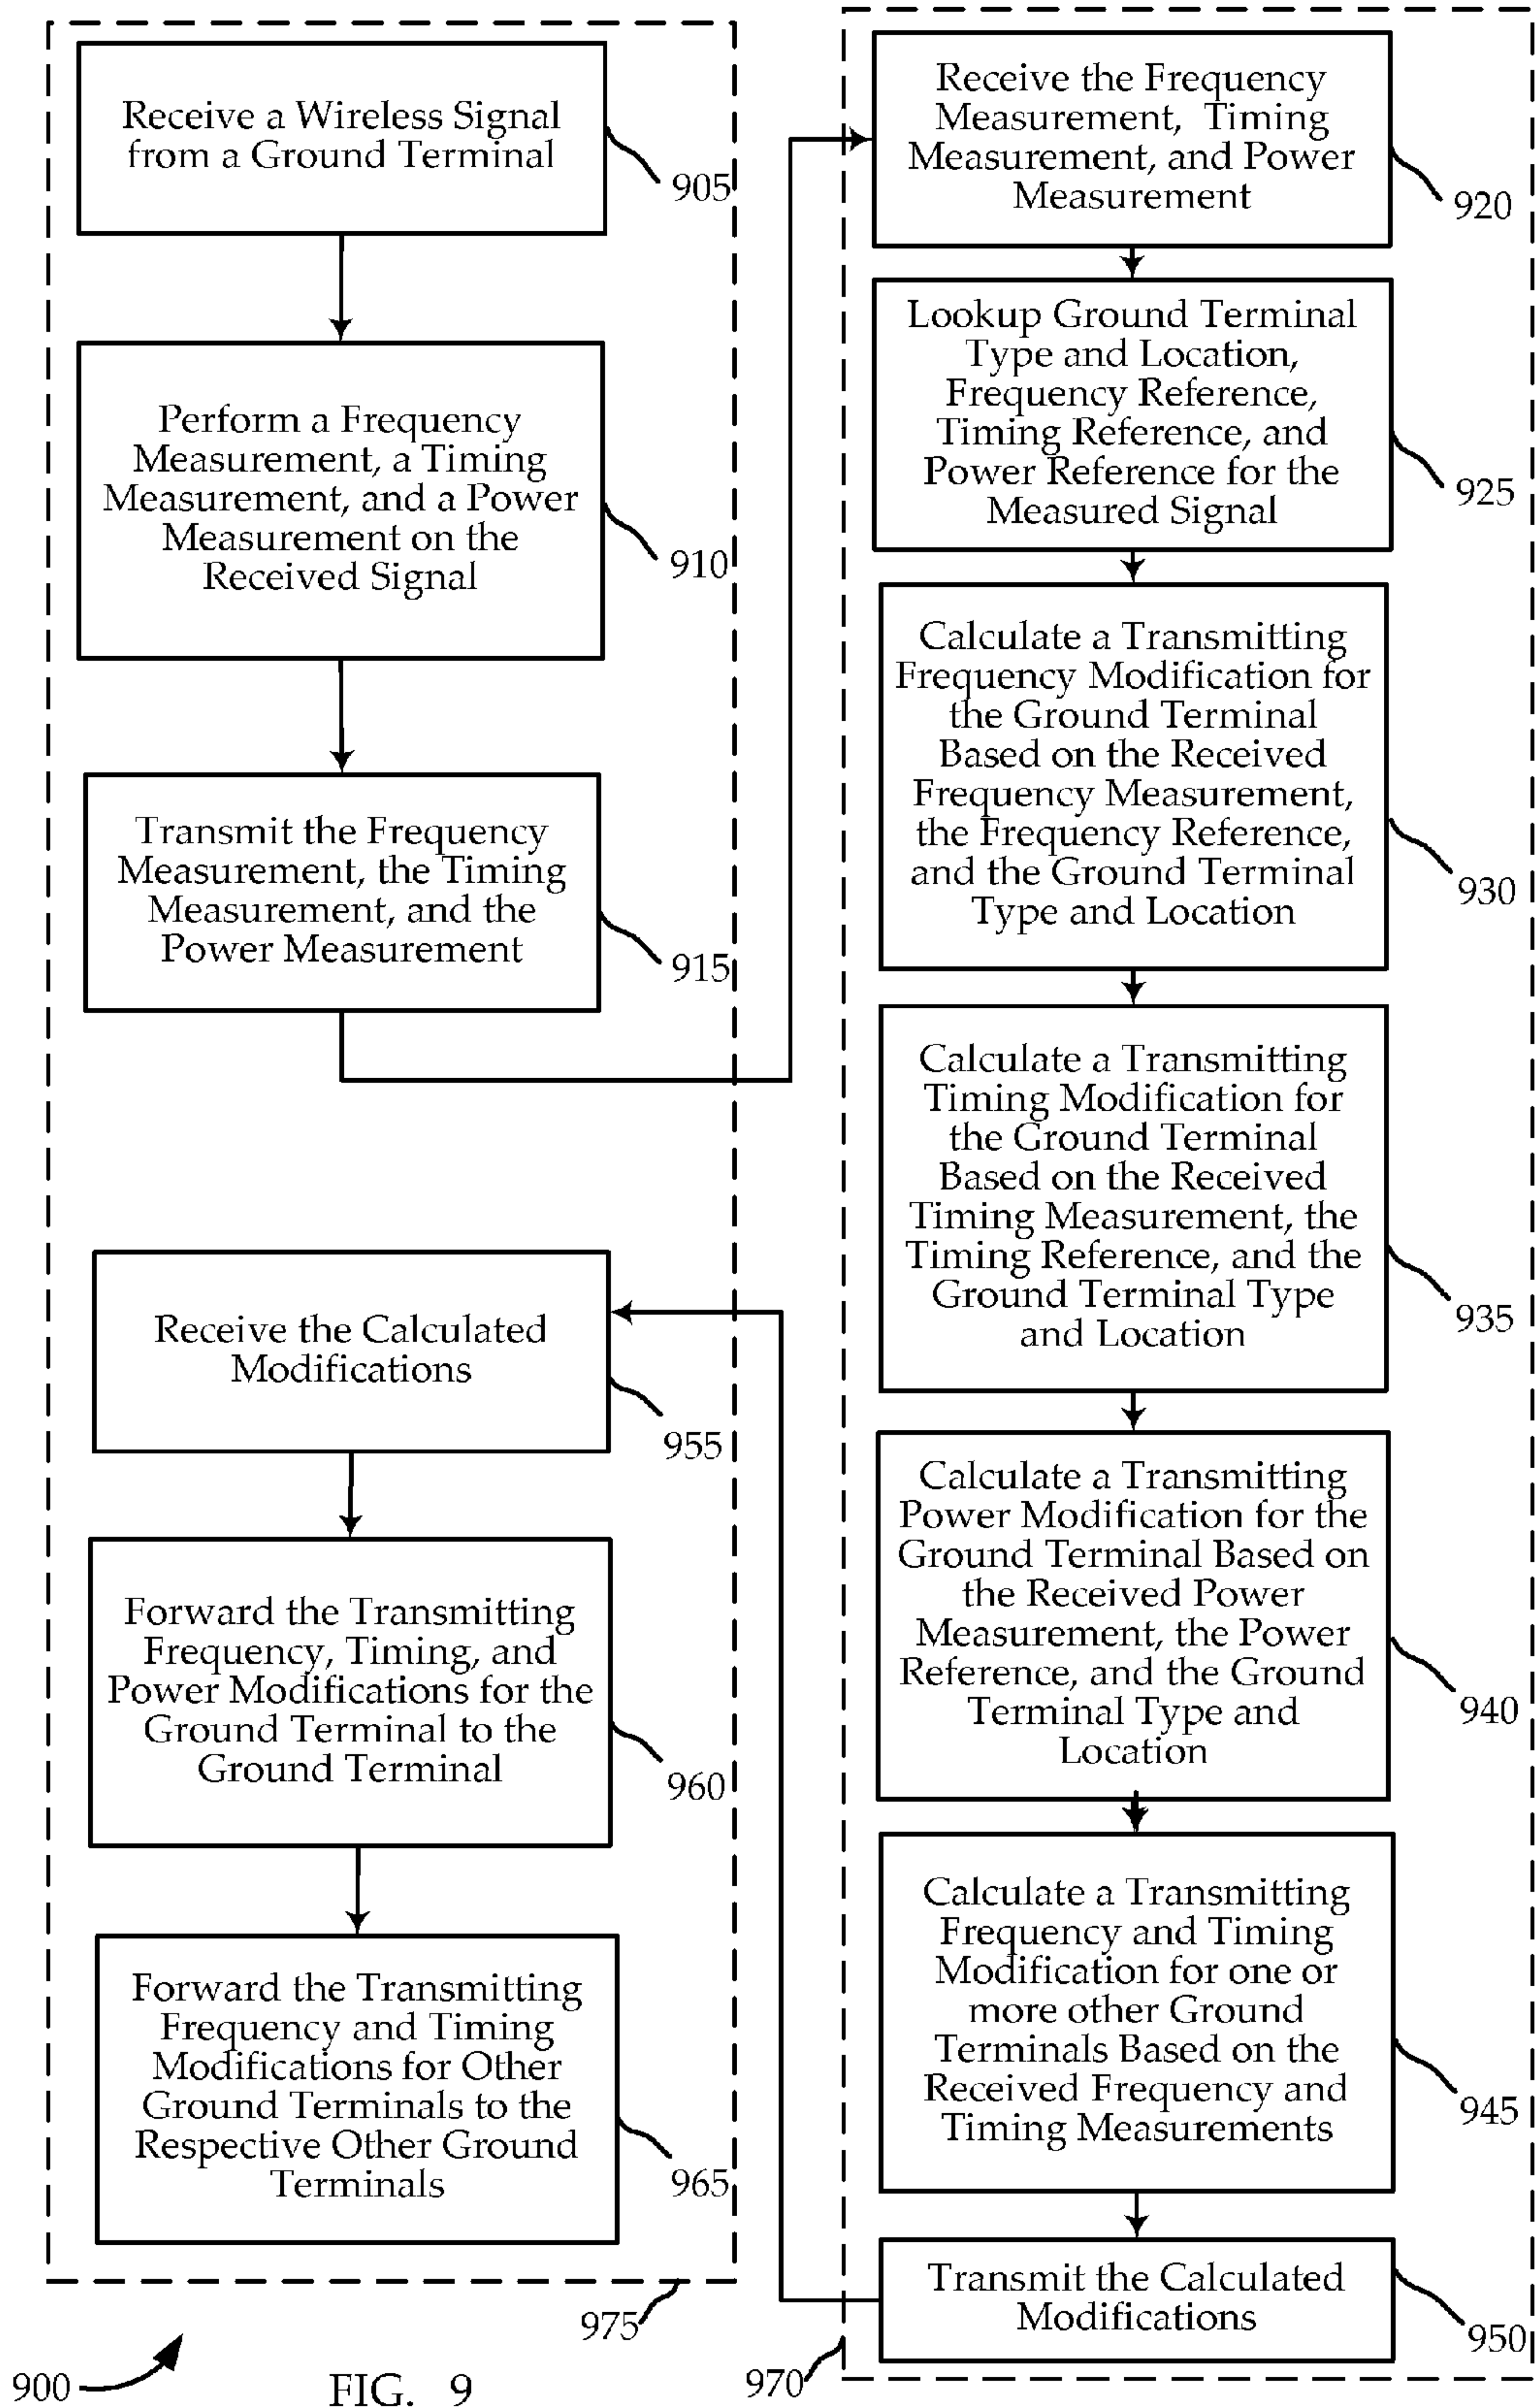 Receive a Wireless Signal
from a Ground Terminal
905
Perform a Frequency
Measurement, a Timing
Measurement, and a Power
Measurement on the
Received Signal
910
Transmit the Frequency
Measurement, the Timing
Measurement, and the
Power Measurement
915
Receive the Frequency
Measurement, Timing
Measurement, and Power
Measurement
920
Lookup Ground Terminal
Type and Location,
Frequency Reference,
Timing Reference, and
Power Reference for the
Measured Signal
925
Calculate a Transmitting
Frequency Modification for
the Ground Terminal
Based on the Received
Frequency Measurement,
the Frequency Reference,
and the Ground Terminal
Type and Location
930
Calculate a Transmitting
Timing Modification for
the Ground Terminal
Based on the Received
Timing Measurement, the
Timing Reference, and the
Ground Terminal Type
and Location
935
Calculate a Transmitting
Power Modification for the
Ground Terminal Based on
the Received Power
Measurement, the Power
Reference, and the Ground
Terminal Type and
Location
940
Calculate a Transmitting
Frequency and Timing
Modification for one or
more other Ground
Terminals Based on the
Received Frequency and
Timing Measurements
945
Transmit the Calculated
Modifications
950
970
Receive the Calculated
Modifications
955
Forward the Transmitting
Frequency, Timing, and
Power Modifications for the
Ground Terminal to the
Ground Terminal
960
Forward the Transmitting
Frequency and Timing
Modifications for Other
Ground Terminals to the
Respective Other Ground
Terminals
965
975
900
FIG. 9